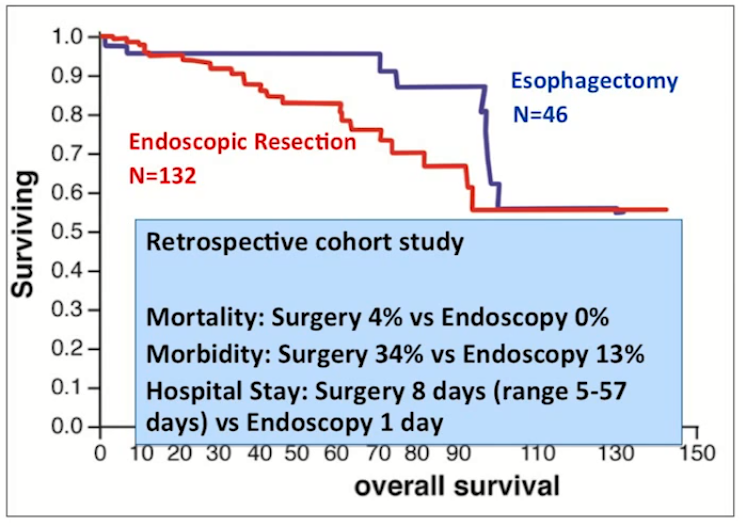 1.0
0.9
0.8
0.7
0.6
0.5
0.4
0.3
0.2
0.1
0.0
Surviving
Esophagectomy
N=46
Endoscopic Resection
N=132
Retrospective cohort study
Mortality: Surgery 4% vs Endoscopy 0%
Morbidity: Surgery 34% vs Endoscopy 13%
Hospital Stay: Surgery 8 days (range 5-57
days) vs Endoscopy 1 day
0 10 20 30 40 50 60 70 80 90 110 130 150
overall survival